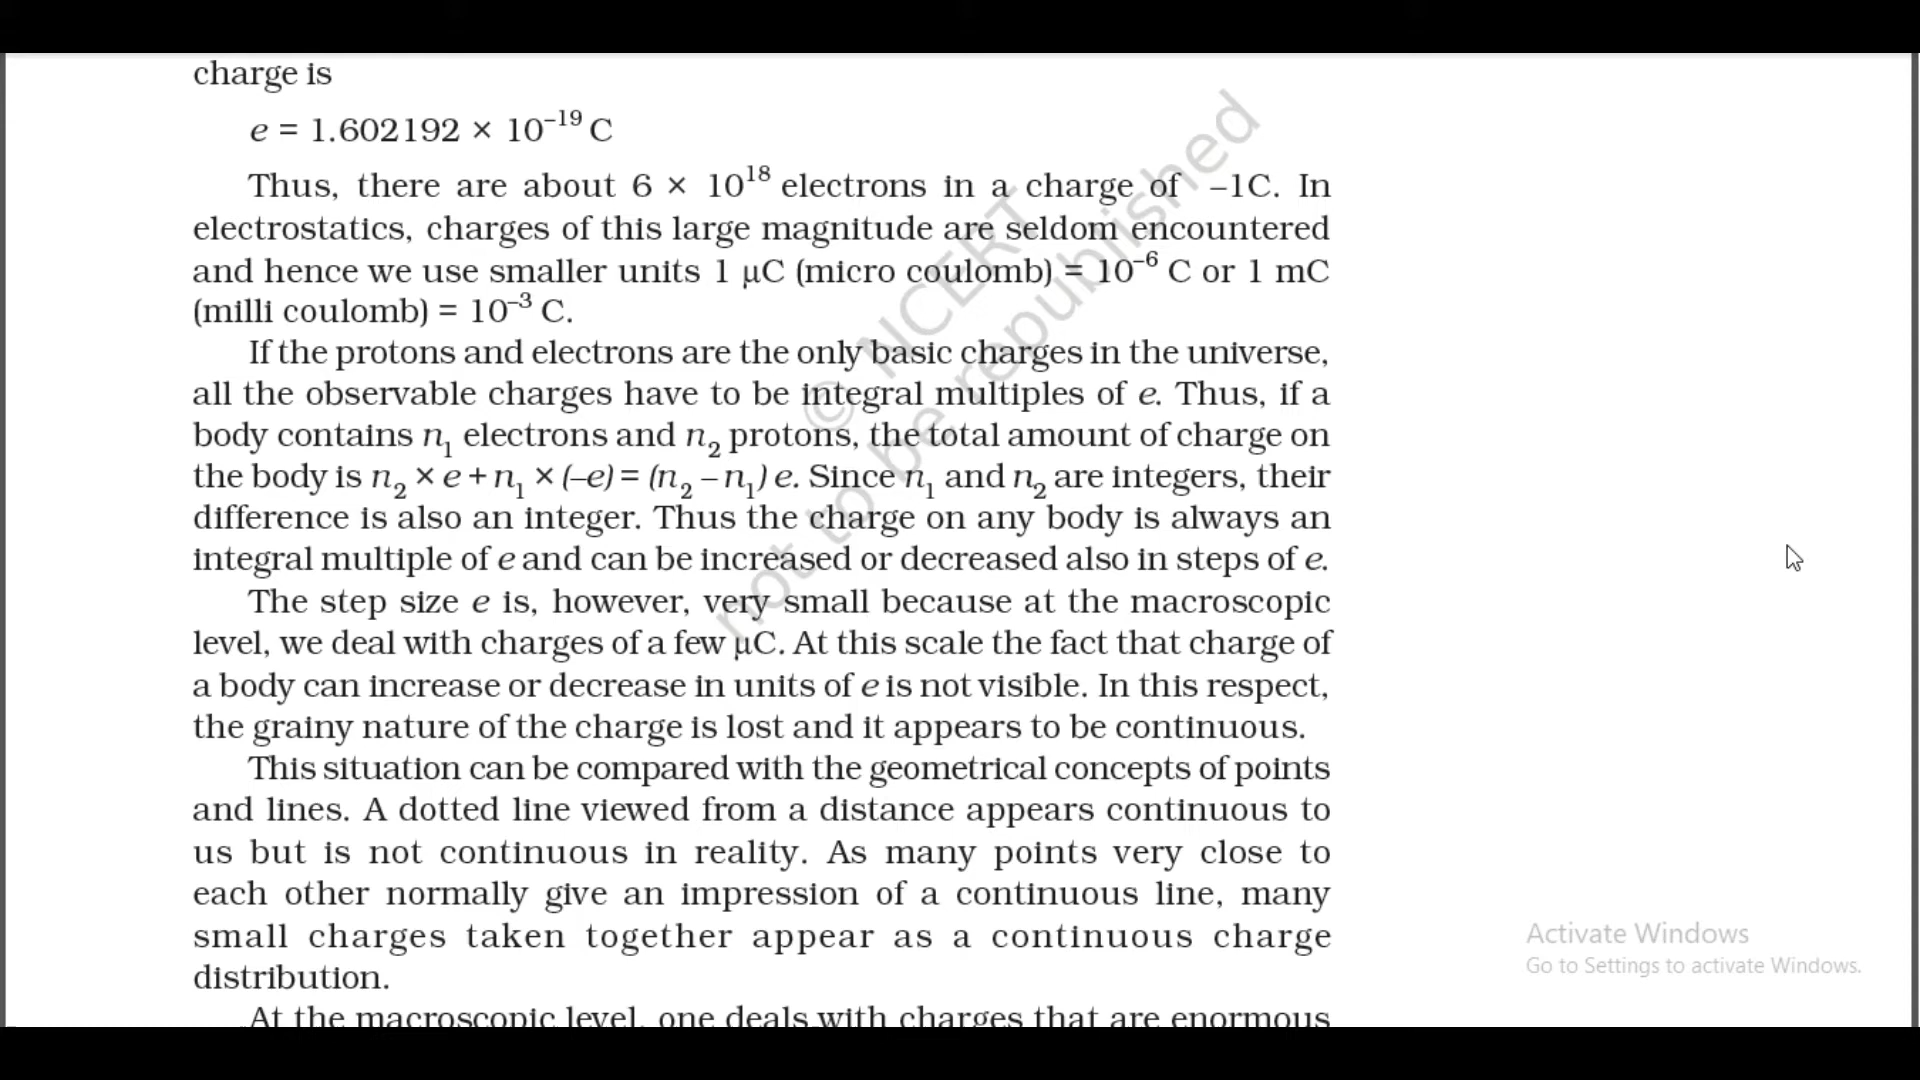 charge is
e = 1.602192 × 10⁻¹⁹ C
Thus, there are about 6 × 10¹⁸ electrons in a charge of –1C. In
electrostatics, charges of this large magnitude are seldom encountered
and hence we use smaller units 1 μC (micro coulomb) = 10⁻⁶ C or 1 mC
(milli coulomb) = 10⁻³ C.
If the protons and electrons are the only basic charges in the universe,
all the observable charges have to be integral multiples of e. Thus, if a
body contains n₁ electrons and n₂ protons, the total amount of charge on
the body is n₂ × e + n₁ × (–e) = (n₂ – n₁) e. Since n₁ and n₂ are integers, their
difference is also an integer. Thus the charge on any body is always an
integral multiple of e and can be increased or decreased also in steps of e.
The step size e is, however, very small because at the macroscopic
level, we deal with charges of a few μC. At this scale the fact that charge of
a body can increase or decrease in units of e is not visible. In this respect,
the grainy nature of the charge is lost and it appears to be continuous.
This situation can be compared with the geometrical concepts of points
and lines. A dotted line viewed from a distance appears continuous to
us but is not continuous in reality. As many points very close to
each other normally give an impression of a continuous line, many
small charges taken together appear as a continuous charge
distribution.
At the macroscopic level, one deals with charges that are enormous
© NCERT
not to be republished
Activate Windows
Go to Settings to activate Windows.